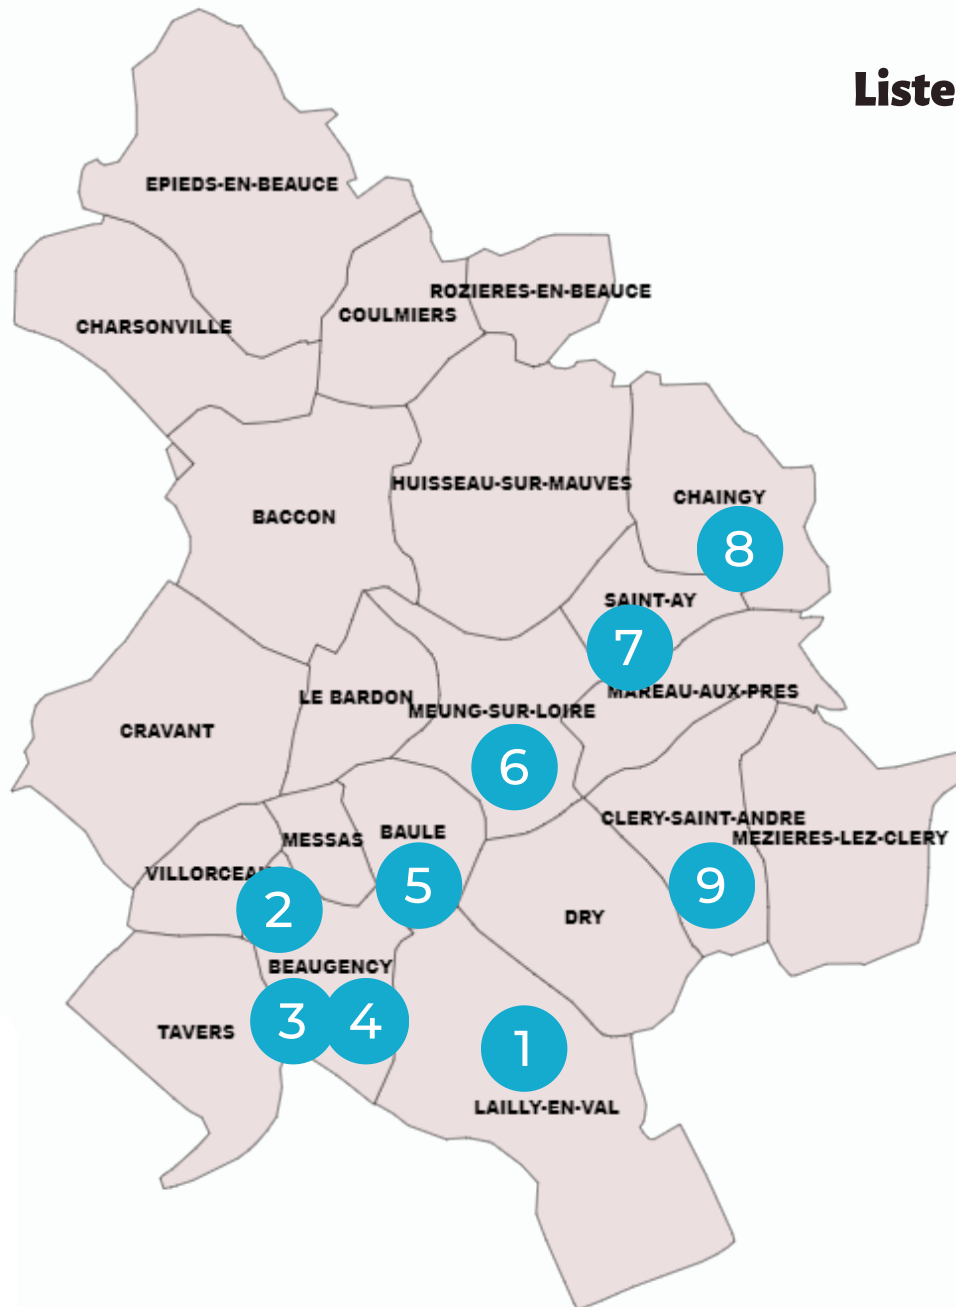 Liste
EPIEDS-EN-BEAUCE
ROZIERES-EN-BEAUCE
COULMIERS
CHARSONVILLE
HUISSEAU-SUR-MAUVES
CHAINGY
BACCON
8
SAINT-AY
7
MAREAU-AUX-PRES
LE BARDON
MEUNG-SUR-LOIRE
CRAVANT
6
CLERY-SAINT-ANDRE
MEZIERES-LEZ-CLERY
BAULE
MESSAS
VILLORCEAU
5
9
2
DRY
BEAUGENCY
3
4
TAVERS
1
LAILLY-EN-VAL